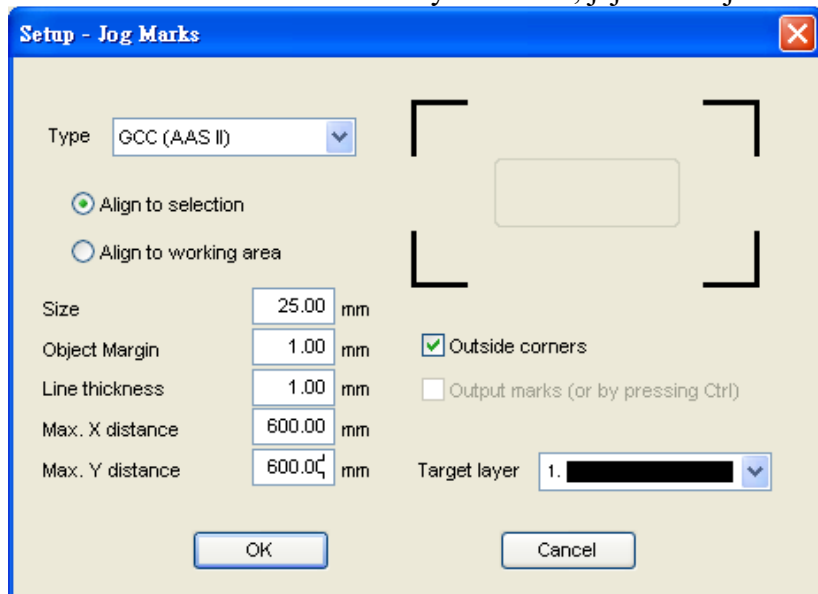 Setup - Jog Marks
Type GCC (AAS II)
Align to selection
Align to working area
Size 25.00 mm
Object Margin 1.00 mm
Line thickness 1.00 mm
Max. X distance 600.00 mm
Max. Y distance 600.00 mm
Outside corners
Output marks (or by pressing Ctrl)
Target layer 1.
OK Cancel